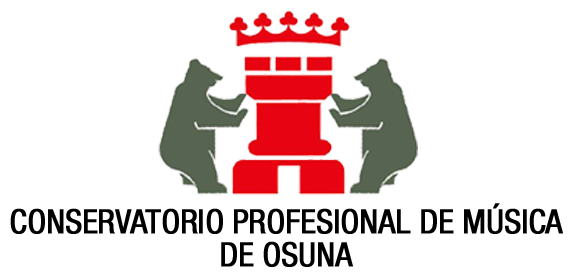 CONSERVATORIO PROFESIONAL DE MÚSICA
DE OSUNA